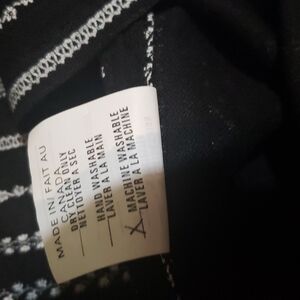 MADE IN / FAIT AU
CANADA
DRY CLEAN ONLY
NETTOYER A SEC
HAND WASHABLE
LAVER A LA MAIN
X MACHINE WASHABLE
LAVER A LA MACHINE